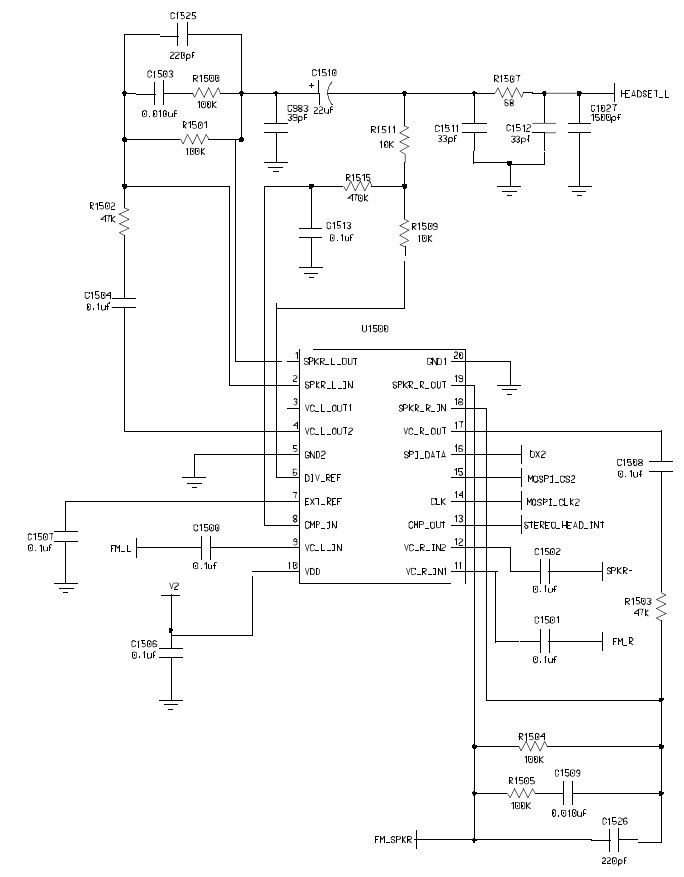 C1525
220pf
C1503
0.010uf
R1500
100K
R1501
100K
C983
39pf
+
C1510
22uf
R1511
10K
C1511
33pf
R1507
68
C1512
33pf
C1027
1500pf
HEADSET_L
R1515
470K
R1502
47K
C1513
0.1uf
R1509
10K
C1504
0.1uf
U1500
1 SPKR_L_OUT
2 SPKR_L_IN
3 VC_L_OUT1
4 VC_L_OUT2
5 GND2
6 DIV_REF
7 EXT_REF
8 CMP_IN
9 VC_L_IN
10 VDD
GND1 20
SPKR_R_OUT 19
SPKR_R_IN 18
VC_R_OUT 17
SPI_DATA 16
15
CLK 14
CMP_OUT 13
VC_R_IN2 12
VC_R_IN1 11
DX2
MQSPI_CS2
MQSPI_CLK2
STEREO_HEAD_INT
C1508
0.1uf
C1507
0.1uf
FM_L
C1500
0.1uf
C1502
0.1uf
SPKR-
V2
C1506
0.1uf
R1503
47K
C1501
0.1uf
FM_R
R1504
100K
R1505
100K
C1509
0.010uf
FM_SPKR
C1526
220pf